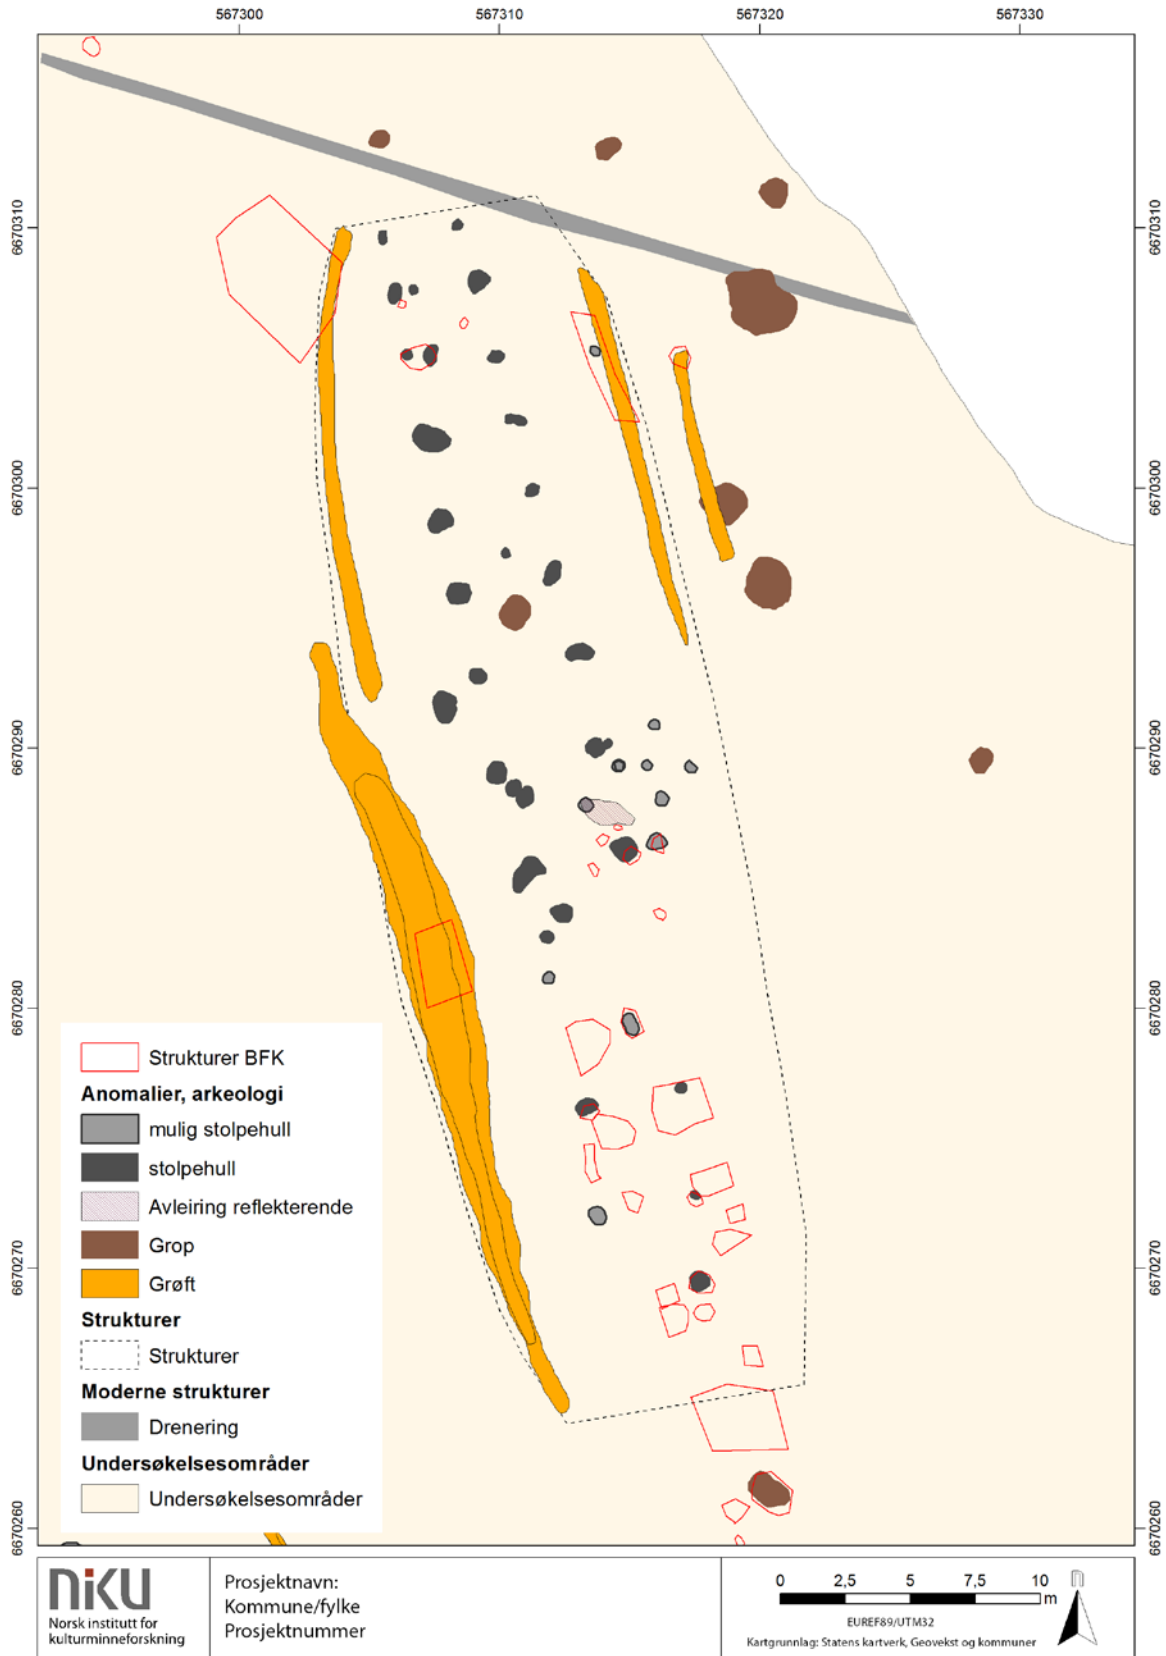 567300 567310 567320 567330
6670310 6670310
6670300 6670300
6670290 6670290
6670280 6670280
6670270 6670270
6670260 6670260
Strukturer BFK
Anomalier, arkeologi
mulig stolpehull
stolpehull
Avleiring reflekterende
Grop
Grøft
Strukturer
Strukturer
Moderne strukturer
Drenering
Undersøkelsesområder
Undersøkelsesområder
NIKU
Norsk institutt for
kulturminneforskning
Prosjektnavn:
Kommune/fylke
Prosjektnummer
0 2,5 5 7,5 10
m
EUREF89/UTM32
Kartgrunnlag: Statens kartverk, Geovekst og kommuner
n